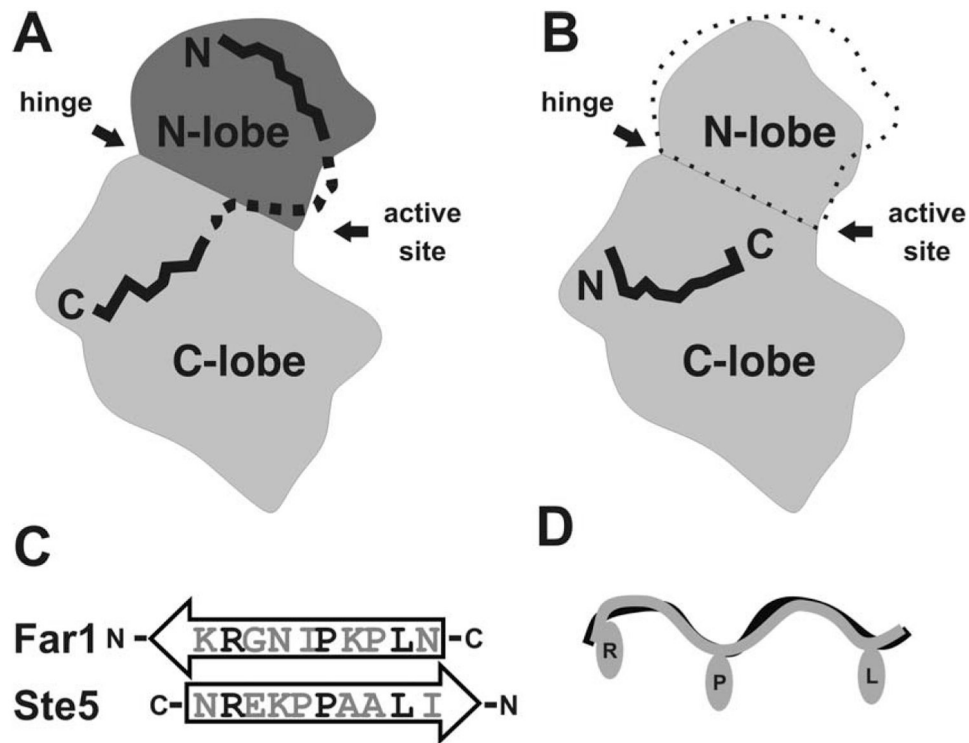 A
N
hinge
N-lobe
active
site
C
C-lobe
B
hinge
N-lobe
active
site
N
C
C-lobe
C
Far1 N - KRGNIPKPLN - C
Ste5 C - NREKPPAALI - N
D
R
P
L